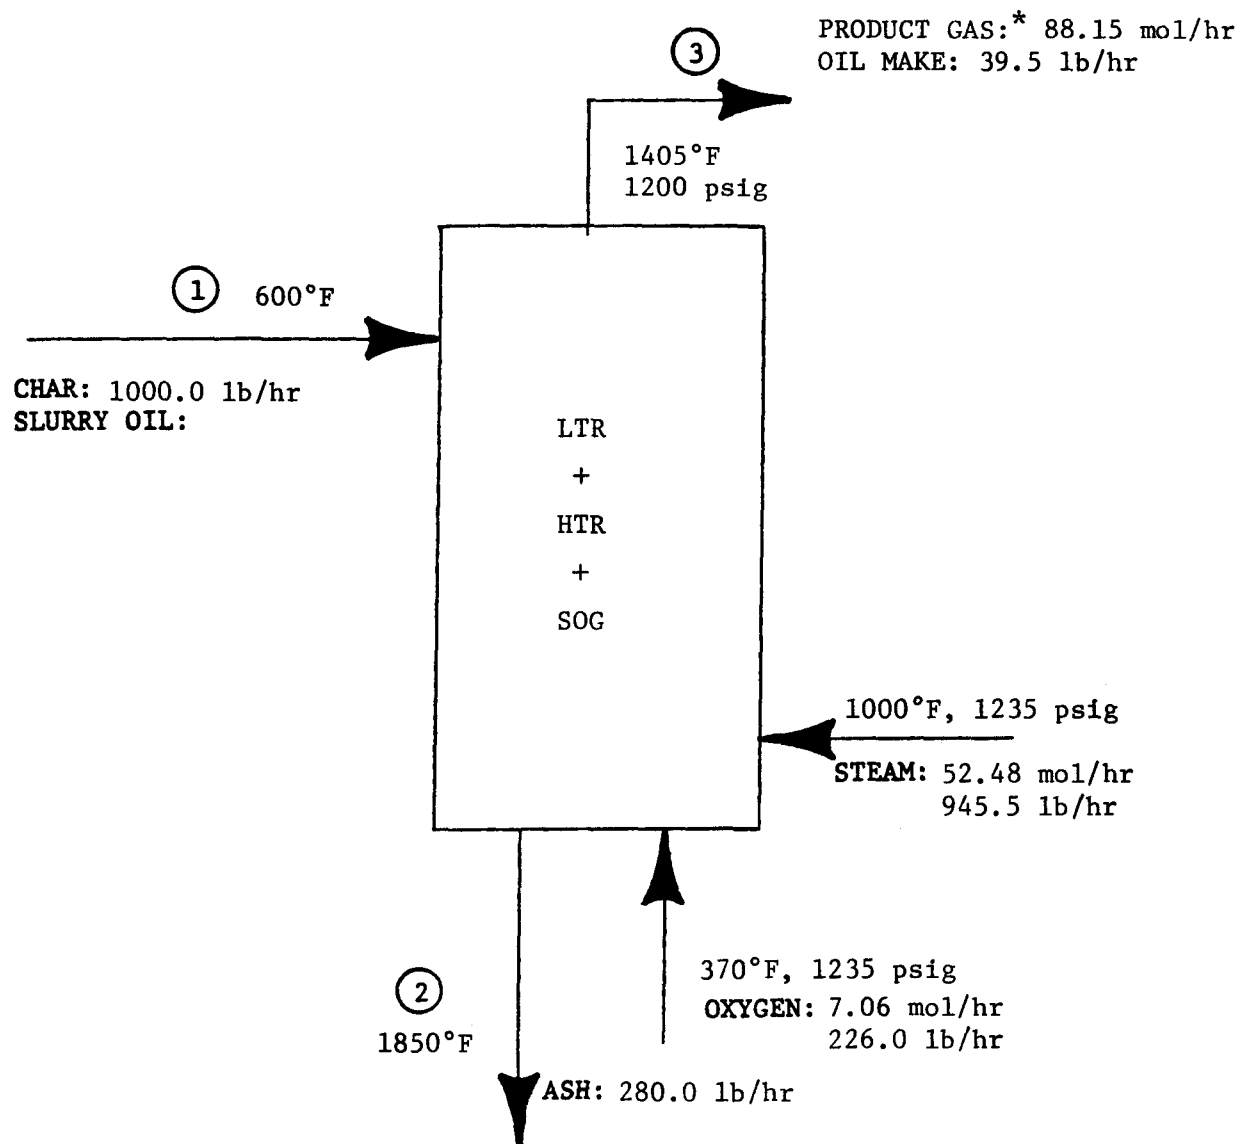 PRODUCT GAS:* 88.15 mol/hr
OIL MAKE: 39.5 lb/hr
3
1405°F
1200 psig
1 600°F
CHAR: 1000.0 lb/hr
SLURRY OIL:
LTR
+
HTR
+
SOG
1000°F, 1235 psig
STEAM: 52.48 mol/hr
945.5 lb/hr
2
1850°F
370°F, 1235 psig
OXYGEN: 7.06 mol/hr
226.0 lb/hr
ASH: 280.0 lb/hr